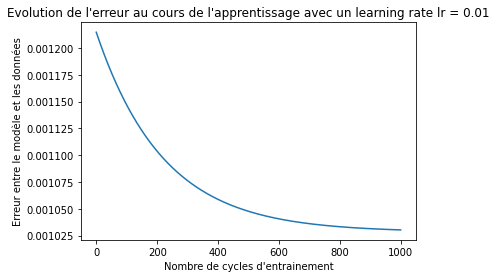 Evolution de l'erreur au cours de l'apprentissage avec un learning rate lr = 0.01
Erreur entre le modèle et les données
0.001200
0.001175
0.001150
0.001125
0.001100
0.001075
0.001050
0.001025
0 200 400 600 800 1000
Nombre de cycles d'entrainement